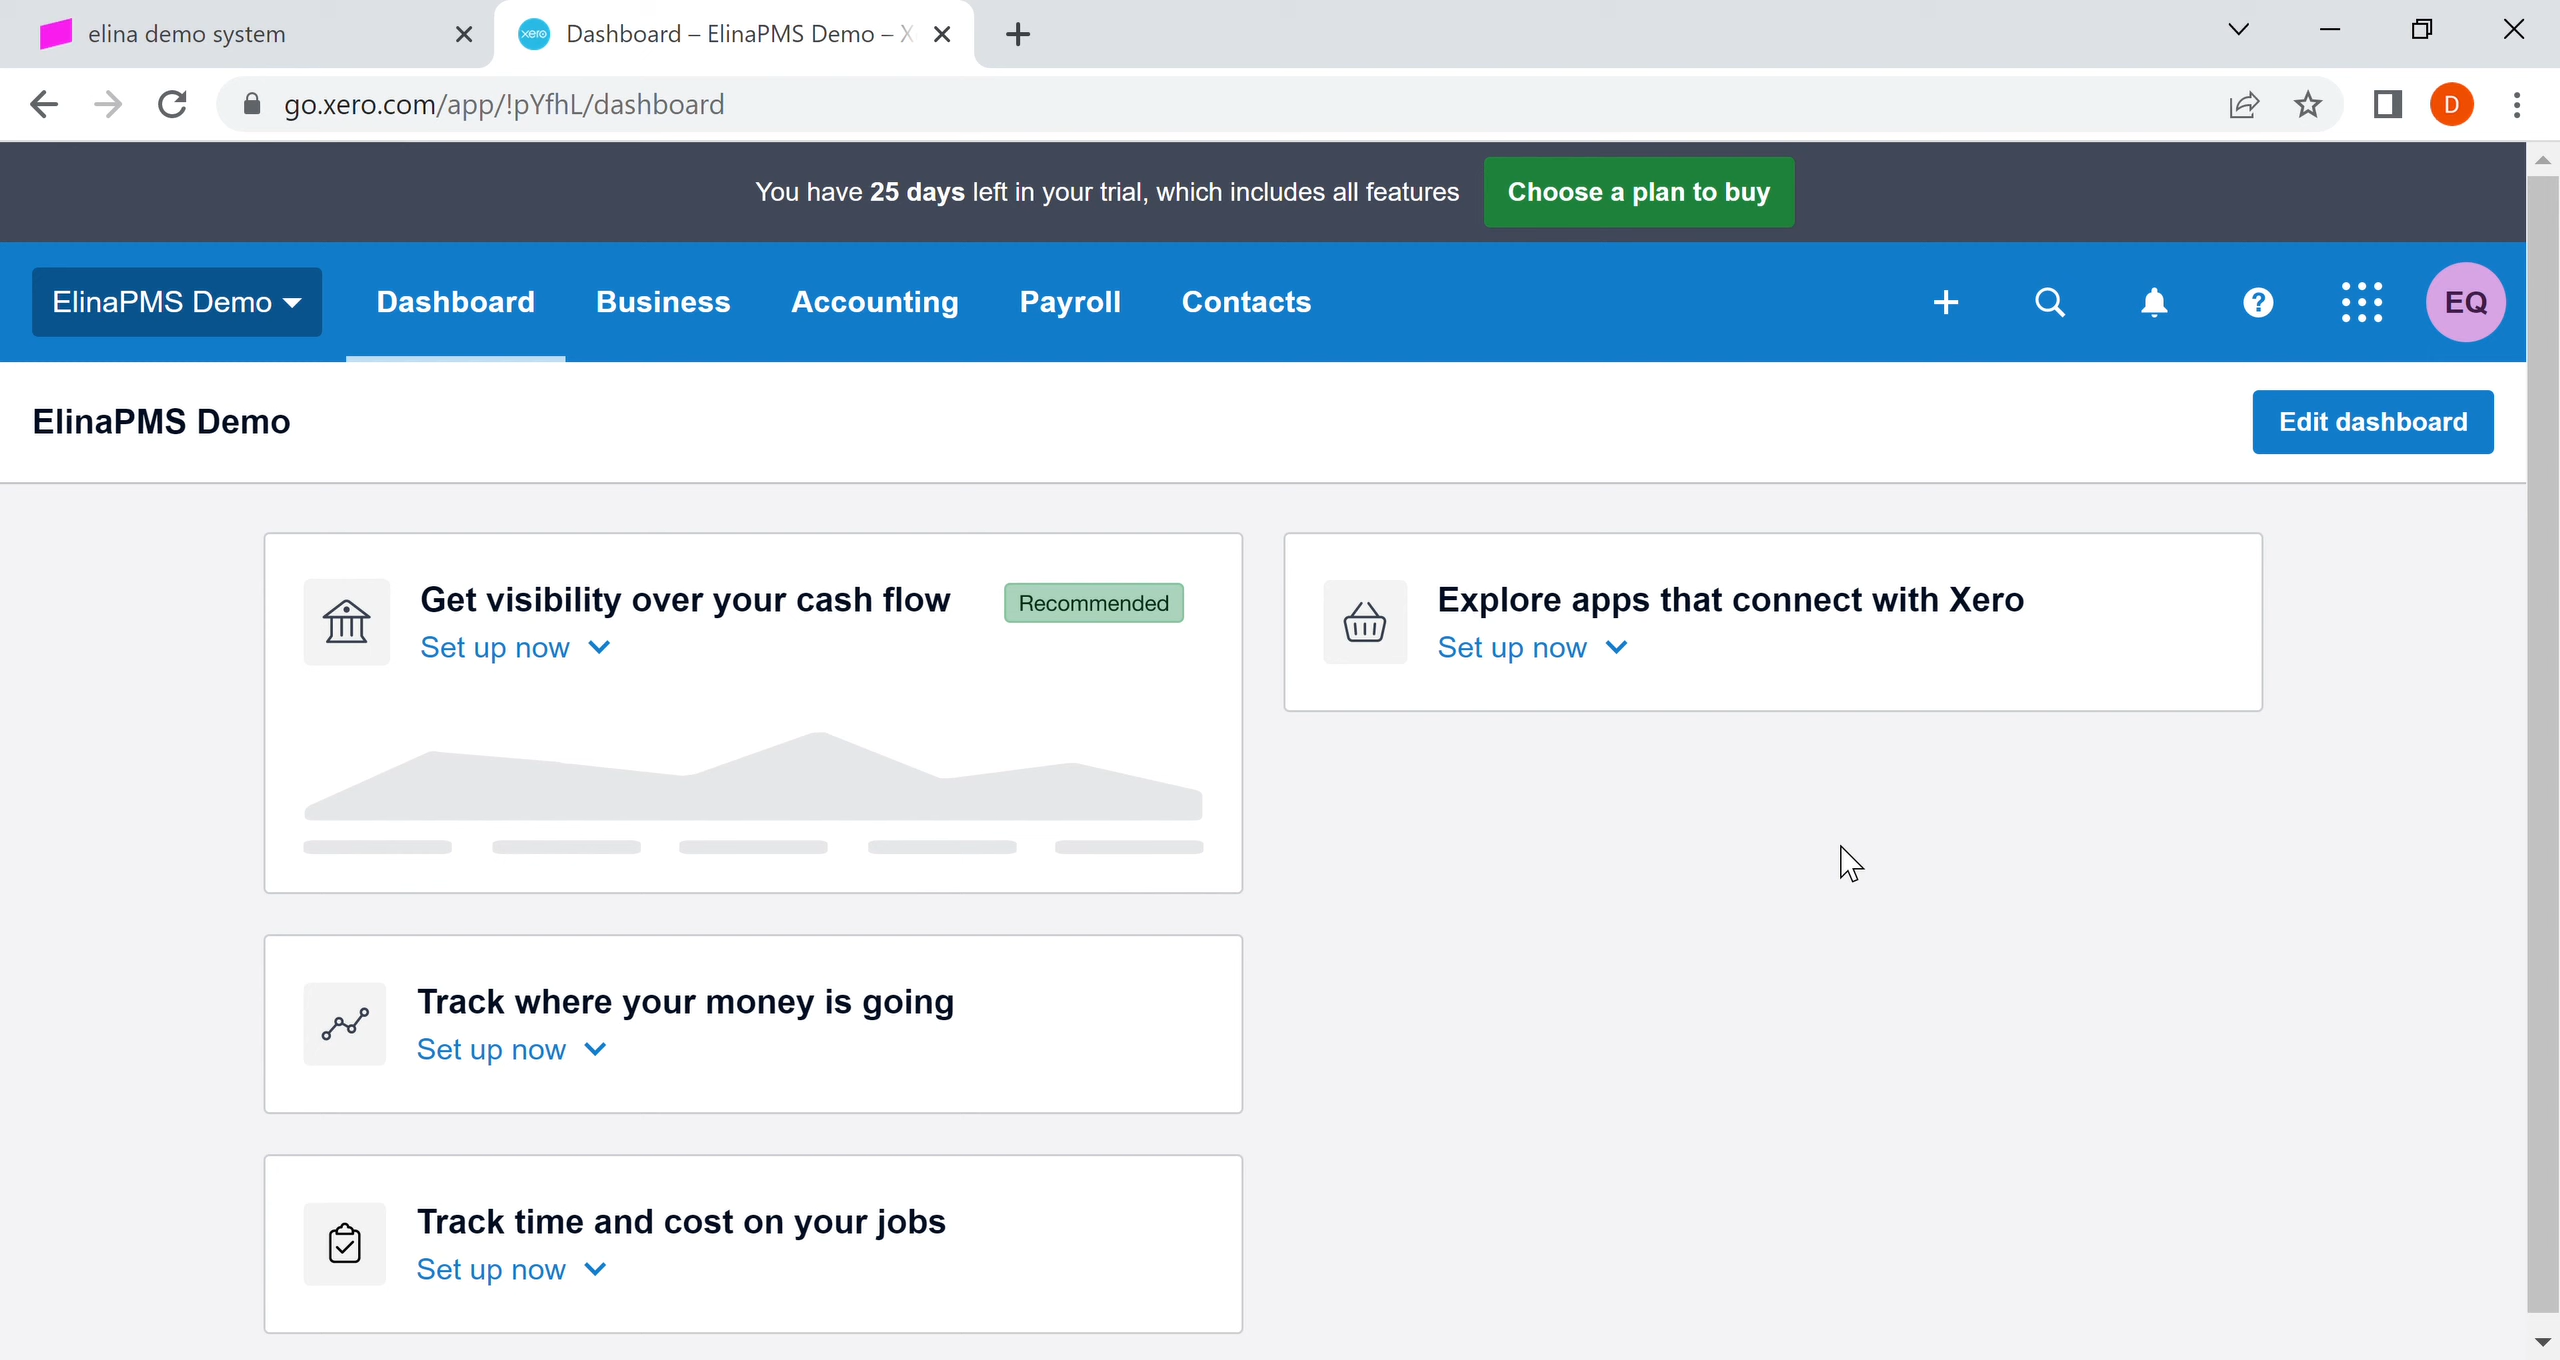 elina demo system
xero
Dashboard – ElinaPMS Demo – X
go.xero.com/app/!pYfhL/dashboard
D
You have 25 days left in your trial, which includes all features
Choose a plan to buy
ElinaPMS Demo
Dashboard
Business
Accounting
Payroll
Contacts
EQ
ElinaPMS Demo
Edit dashboard
Get visibility over your cash flow
Recommended
Set up now
Explore apps that connect with Xero
Set up now
Track where your money is going
Set up now
Track time and cost on your jobs
Set up now